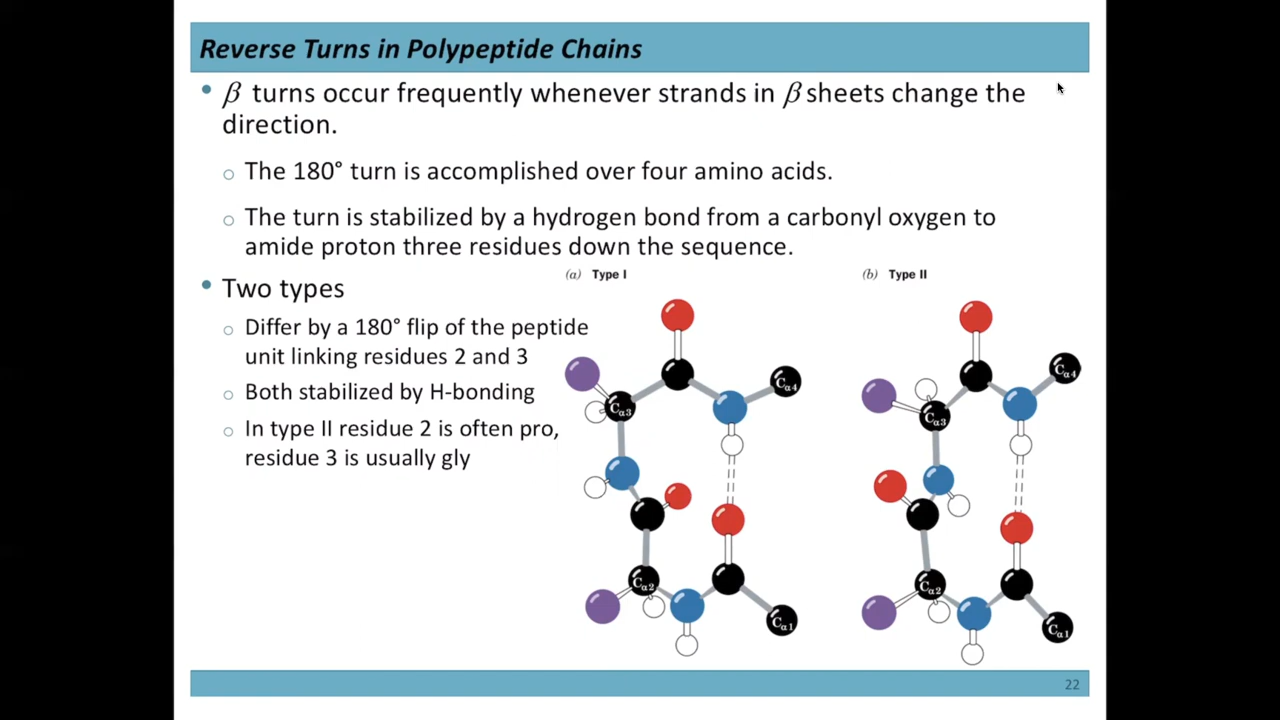 Reverse Turns in Polypeptide Chains
• β turns occur frequently whenever strands in β sheets change the
direction.
○ The 180° turn is accomplished over four amino acids.
○ The turn is stabilized by a hydrogen bond from a carbonyl oxygen to
amide proton three residues down the sequence.
• Two types
○ Differ by a 180° flip of the peptide
unit linking residues 2 and 3
○ Both stabilized by H-bonding
○ In type II residue 2 is often pro,
residue 3 is usually gly
(a) Type I
Cα4
Cα3
Cα2
Cα1
(b) Type II
Cα4
Cα3
Cα2
Cα1
22